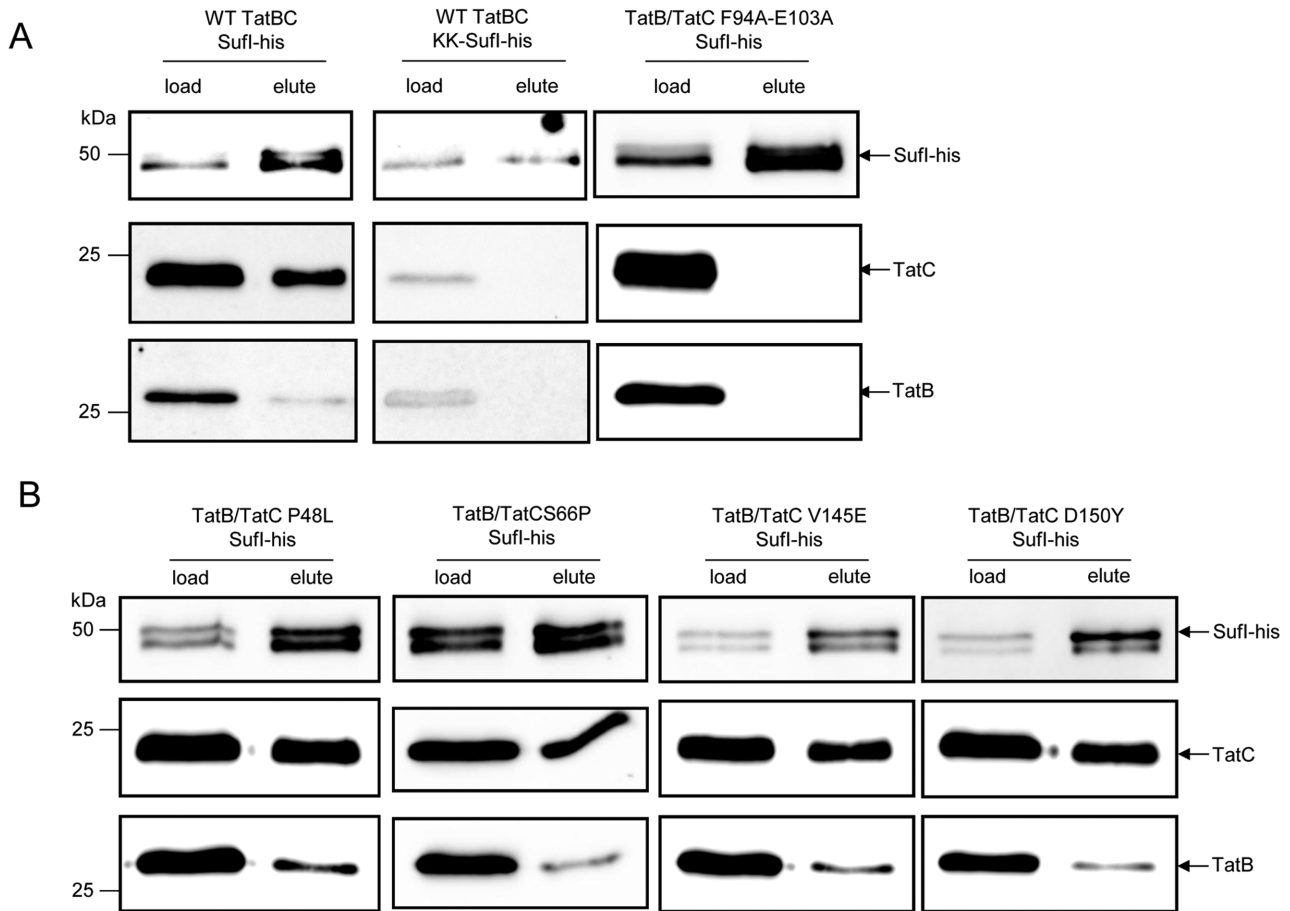 A
WT TatBC
SufI-his
WT TatBC
KK-SufI-his
TatB/TatC F94A-E103A
SufI-his
load elute load elute load elute
kDa
50
SufI-his
25
TatC
25
TatB
B
TatB/TatC P48L
SufI-his
TatB/TatCS66P
SufI-his
TatB/TatC V145E
SufI-his
TatB/TatC D150Y
SufI-his
load elute load elute load elute load elute
kDa
50
SufI-his
25
TatC
25
TatB